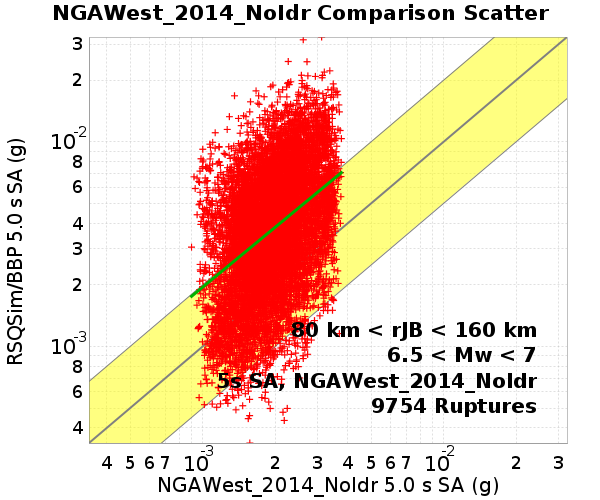 NGAWest_2014_NoIdr Comparison Scatter
RSQSim/BBP 5.0 s SA (g)
3
2
10-2
8
6
4
3
2
10-3
8
6
4
80 km < rJB < 160 km
6.5 < Mw < 7
5s SA, NGAWest_2014_NoIdr
9754 Ruptures
4 5 6 7 10-3 2 3 4 5 6 7 10-2 2 3
NGAWest_2014_NoIdr 5.0 s SA (g)